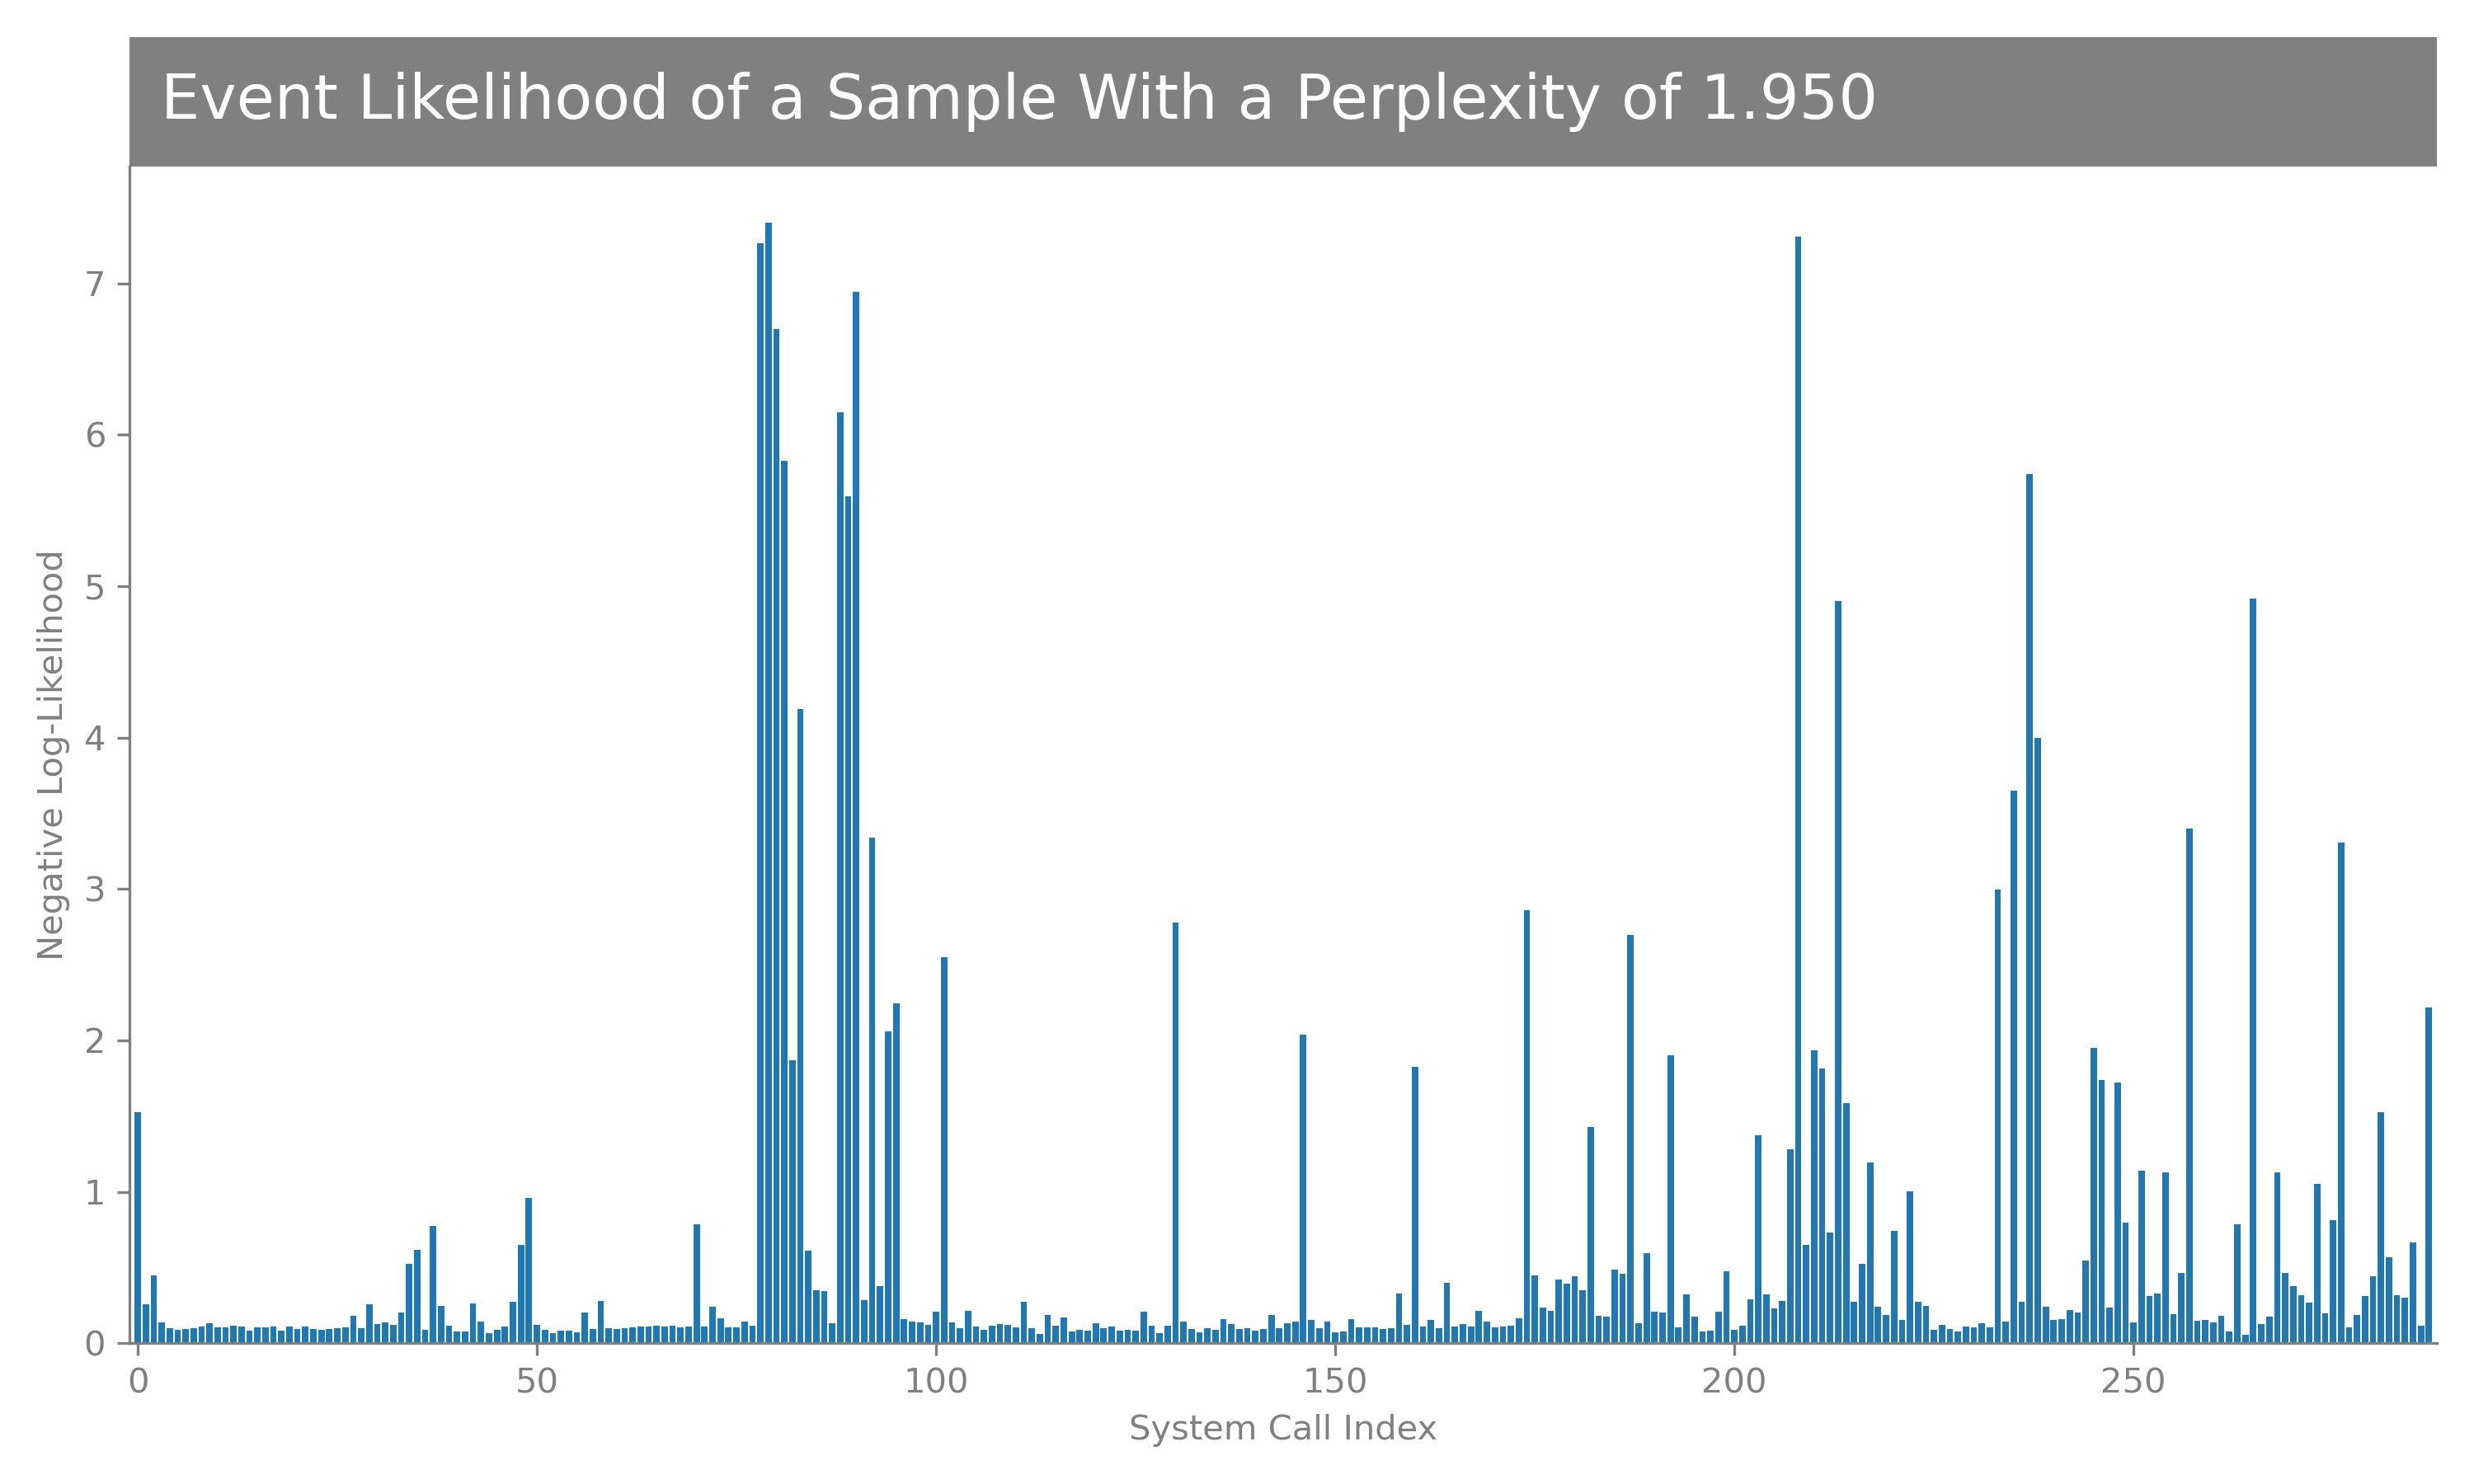 Event Likelihood of a Sample With a Perplexity of 1.950
7
6
5
4
3
2
1
0
Negative Log-Likelihood
0 50 100 150 200 250
System Call Index